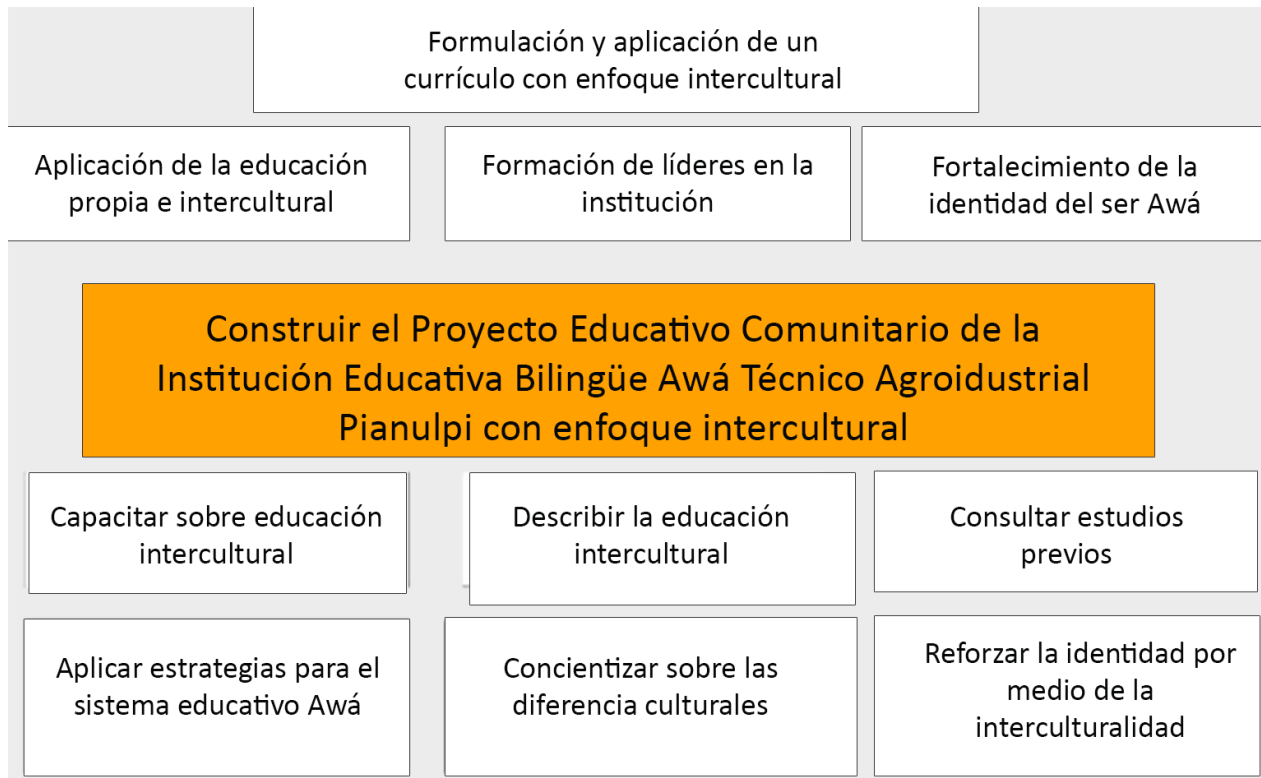 Formulación y aplicación de un
currículo con enfoque intercultural
Aplicación de la educación
propia e intercultural
Formación de líderes en la
institución
Fortalecimiento de la
identidad del ser Awá
Construir el Proyecto Educativo Comunitario de la
Institución Educativa Bilingüe Awá Técnico Agroidustrial
Pianulpi con enfoque intercultural
Capacitar sobre educación
intercultural
Describir la educación
intercultural
Consultar estudios
previos
Aplicar estrategias para el
sistema educativo Awá
Concientizar sobre las
diferencia culturales
Reforzar la identidad por
medio de la
interculturalidad